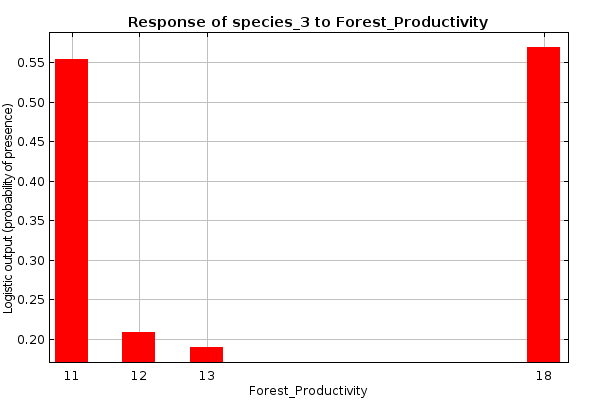 Response of species_3 to Forest_Productivity
Logistic output (probability of presence)
0.55
0.50
0.45
0.40
0.35
0.30
0.25
0.20
11 12 13 18
Forest_Productivity